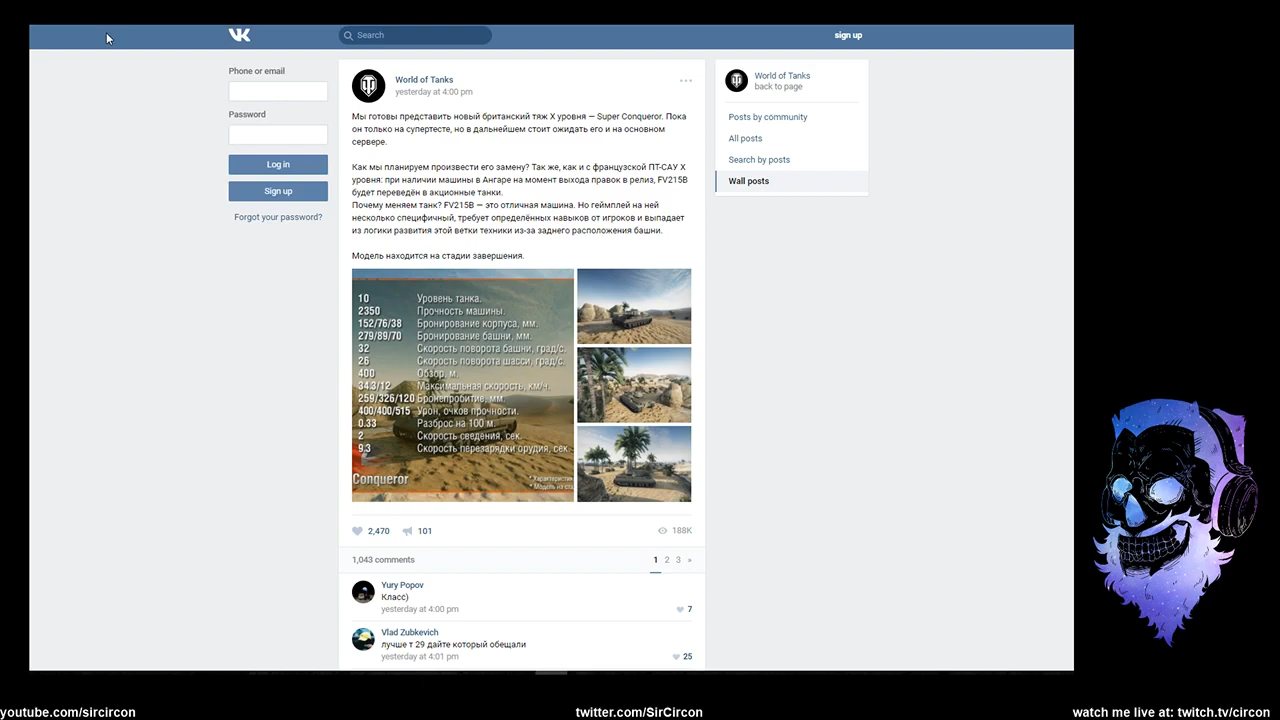 Search
sign up
Phone or email
Password
Log in
Sign up
Forgot your password?
World of Tanks
yesterday at 4:00 pm
Мы готовы представить новый британский тяж X уровня — Super Conqueror. Пока
он только на супертесте, но в дальнейшем стоит ожидать его и на основном
сервере.
Как мы планируем произвести его замену? Так же, как и с французской ПТ-САУ X
уровня: при наличии машины в Ангаре на момент выхода правок в релиз, FV215B
будет переведён в акционные танки.
Почему меняем танк? FV215B — это отличная машина. Но геймплей на ней
несколько специфичный, требует определённых навыков от игроков и выпадает
из логики развития этой ветки техники из-за заднего расположения башни.
Модель находится на стадии завершения.
10 Уровень танка.
2350 Прочность машины.
152/76/38 Бронирование корпуса, мм.
279/89/70 Бронирование башни, мм.
32 Скорость поворота башни, град/с.
26 Скорость поворота шасси, град/с.
400 Обзор, м.
34.3/12 Максимальная скорость, км/ч.
259/326/120 Бронепробитие, мм.
400/400/515 Урон, очков прочности.
0.33 Разброс на 100 м.
2 Скорость сведения, сек.
9.3 Скорость перезарядки орудия, сек.
Conqueror
2,470
101
188K
1,043 comments
1 2 3 »
Yury Popov
Класс)
yesterday at 4:00 pm
7
Vlad Zubkevich
лучше т 29 дайте который обещали
yesterday at 4:01 pm
25
World of Tanks
back to page
Posts by community
All posts
Search by posts
Wall posts
youtube.com/sircircon
twitter.com/SirCircon
watch me live at: twitch.tv/circon